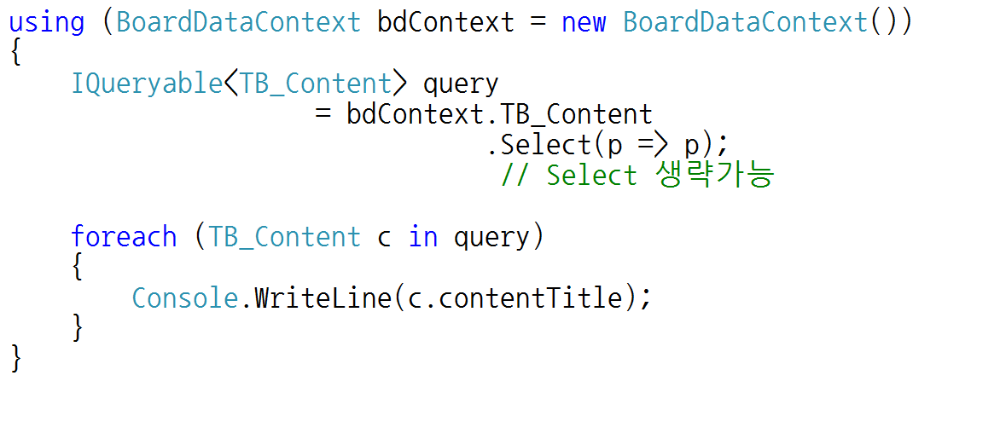 using (BoardDataContext bdContext = new BoardDataContext())
{
    IQueryable<TB_Content> query
                    = bdContext.TB_Content
                               .Select(p => p);
                                // Select 생략가능
    foreach (TB_Content c in query)
    {
        Console.WriteLine(c.contentTitle);
    }
}